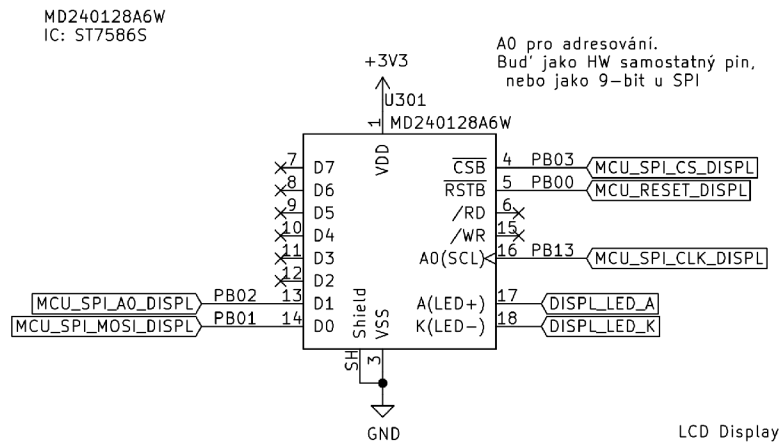 MD240128A6W
IC: ST7586S
A0 pro adresování.
Buď jako HW samostatný pin,
nebo jako 9-bit u SPI
+3V3
U301
MD240128A6W
1
VDD
7 D7
8 D6
9 D5
10 D4
11 D3
12 D2
MCU_SPI_A0_DISPL PB02 13 D1
MCU_SPI_MOSI_DISPL PB01 14 D0
CSB 4 PB03 MCU_SPI_CS_DISPL
RSTB 5 PB00 MCU_RESET_DISPL
/RD 6
/WR 15
A0(SCL) 16 PB13 MCU_SPI_CLK_DISPL
A(LED+) 17 DISPL_LED_A
K(LED-) 18 DISPL_LED_K
Shield
VSS
SH
3
GND
LCD Display